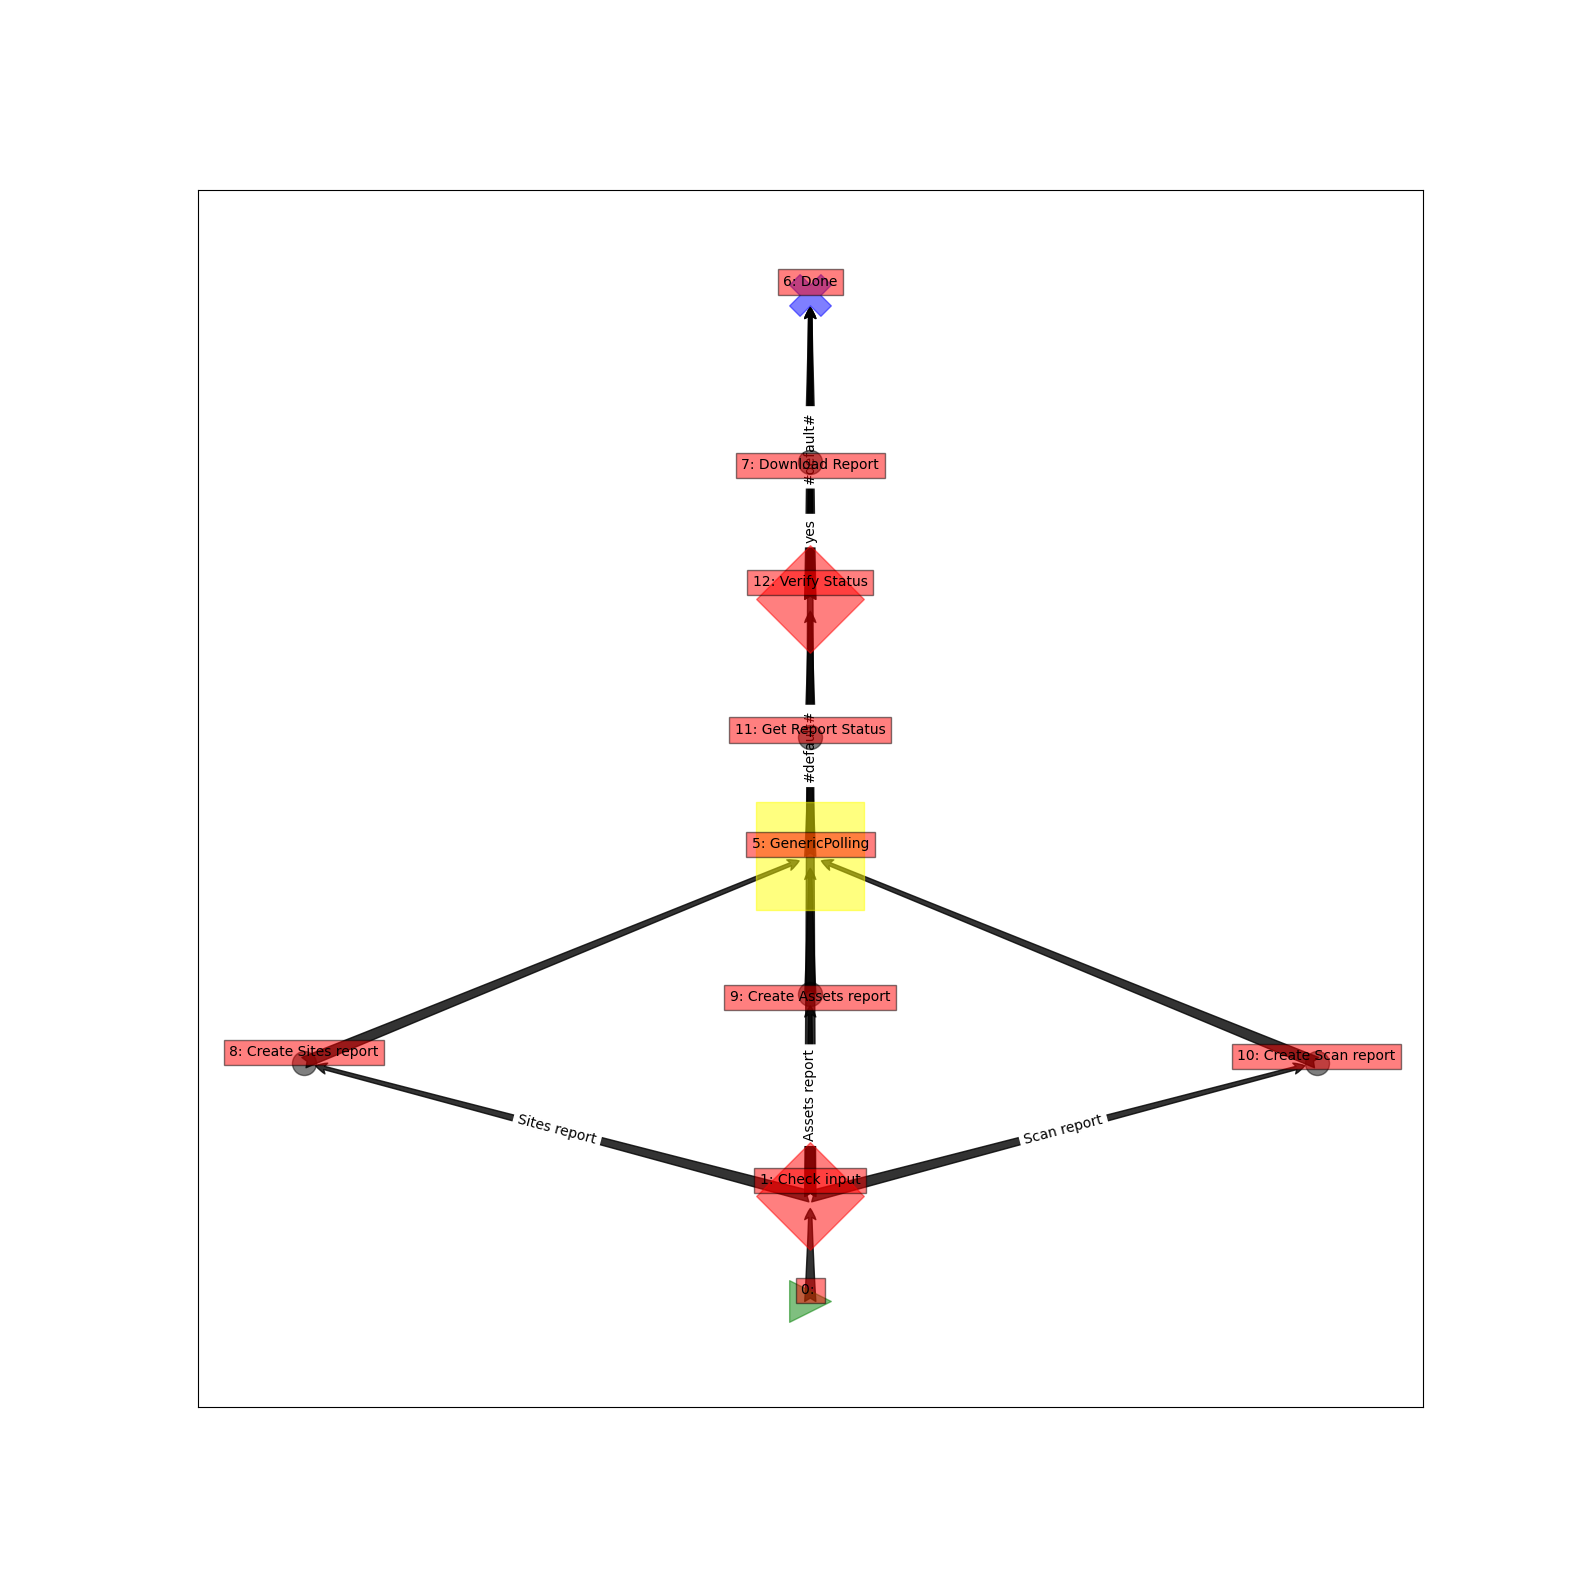 6: Done
#default#
7: Download Report
yes
12: Verify Status
11: Get Report Status
#default#
5: GenericPolling
9: Create Assets report
8: Create Sites report
10: Create Scan report
Assets report
Sites report
Scan report
1: Check input
0: